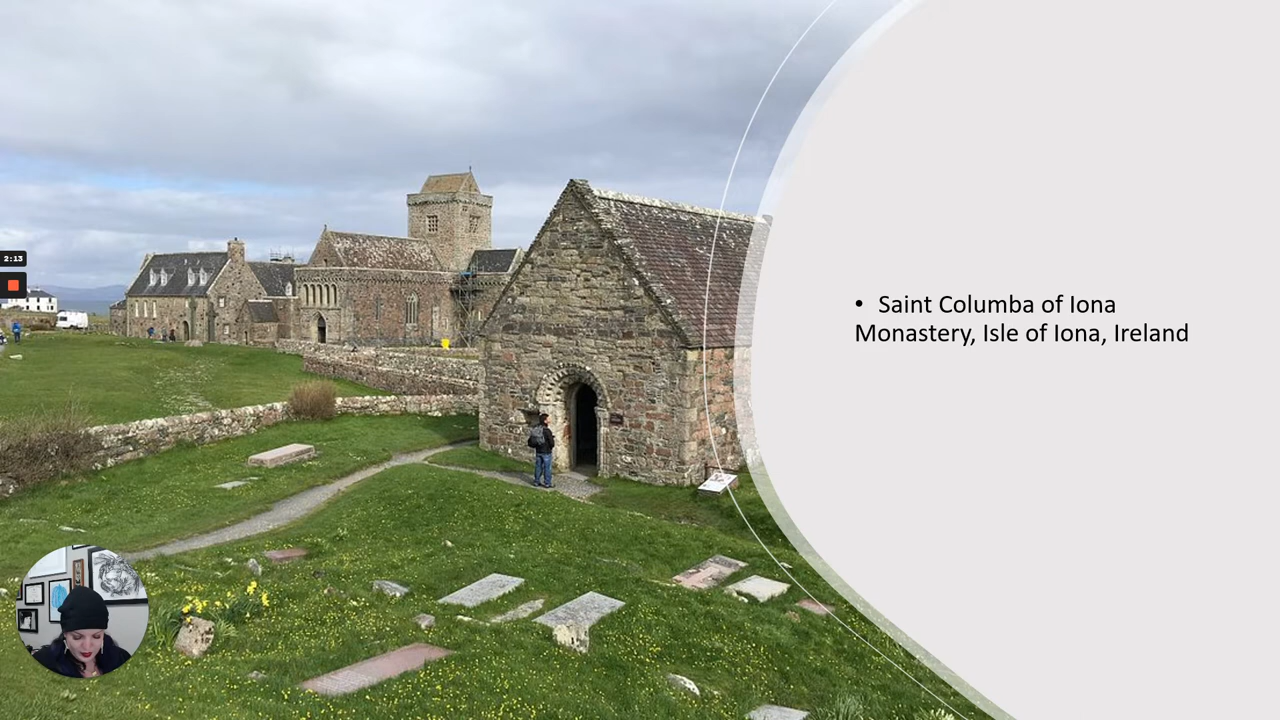 2:13
• Saint Columba of Iona
Monastery, Isle of Iona, Ireland